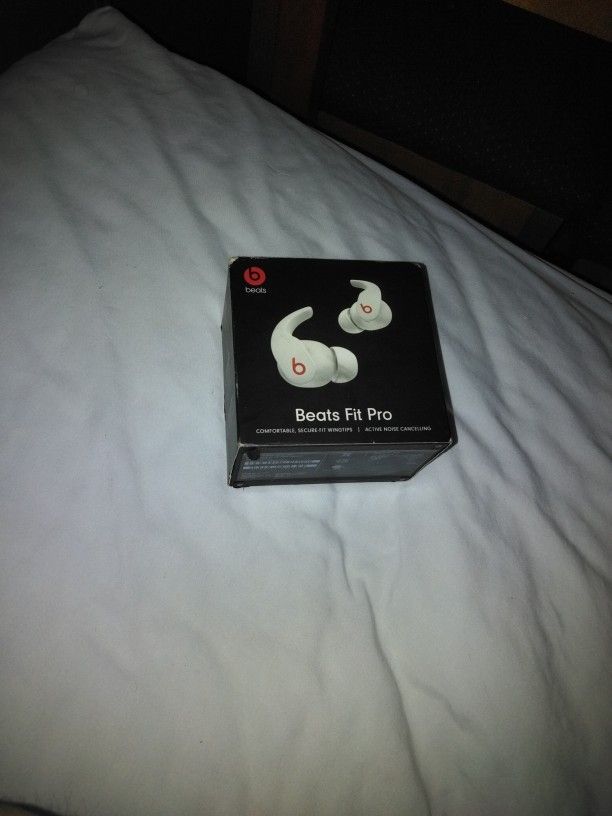 beats
Beats Fit Pro
COMFORTABLE, SECURE-FIT WINGTIPS | ACTIVE NOISE CANCELLING